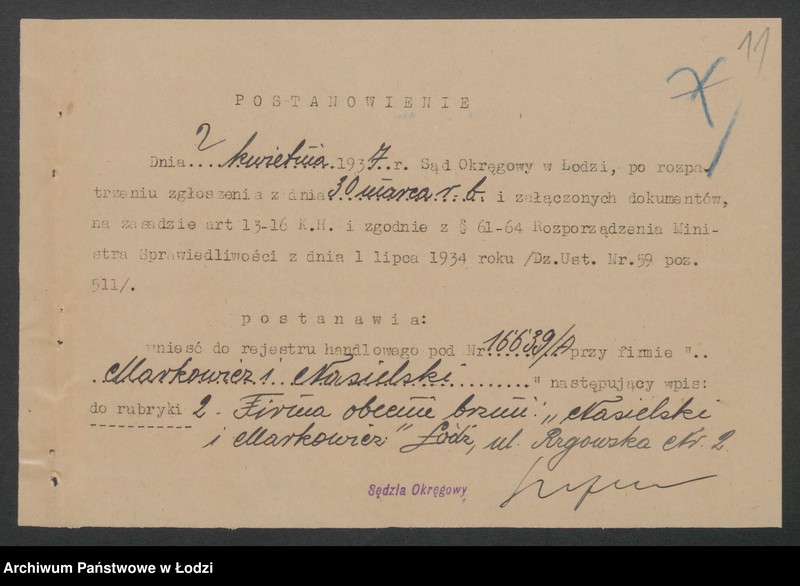 11
POSTANOWIENIE
Dnia 2 kwietnia 1937 r. Sąd Okręgowy w Łodzi, po rozpa-
trzeniu zgłoszenia z dnia 30 marca r.b. i załączonych dokumentów,
na zasadzie art 13-16 K.H. i zgodnie z § 61-64 Rozporządzenia Mini-
stra Sprawiedliwości z dnia 1 lipca 1934 roku /Dz.Ust. Nr.59 poz.
511/.
postanawia:
wnieść do rejestru handlowego pod Nr 16639/A przy firmie "..
.Markowicz i Nasielski.........." następujący wpis:
do rubryki 2. Firma obecnie brzmi: „Nasielski
i Markowicz" Łódź, ul. Rzgowska Nr. 2
Sędzia Okręgowy
Archiwum Państwowe w Łodzi